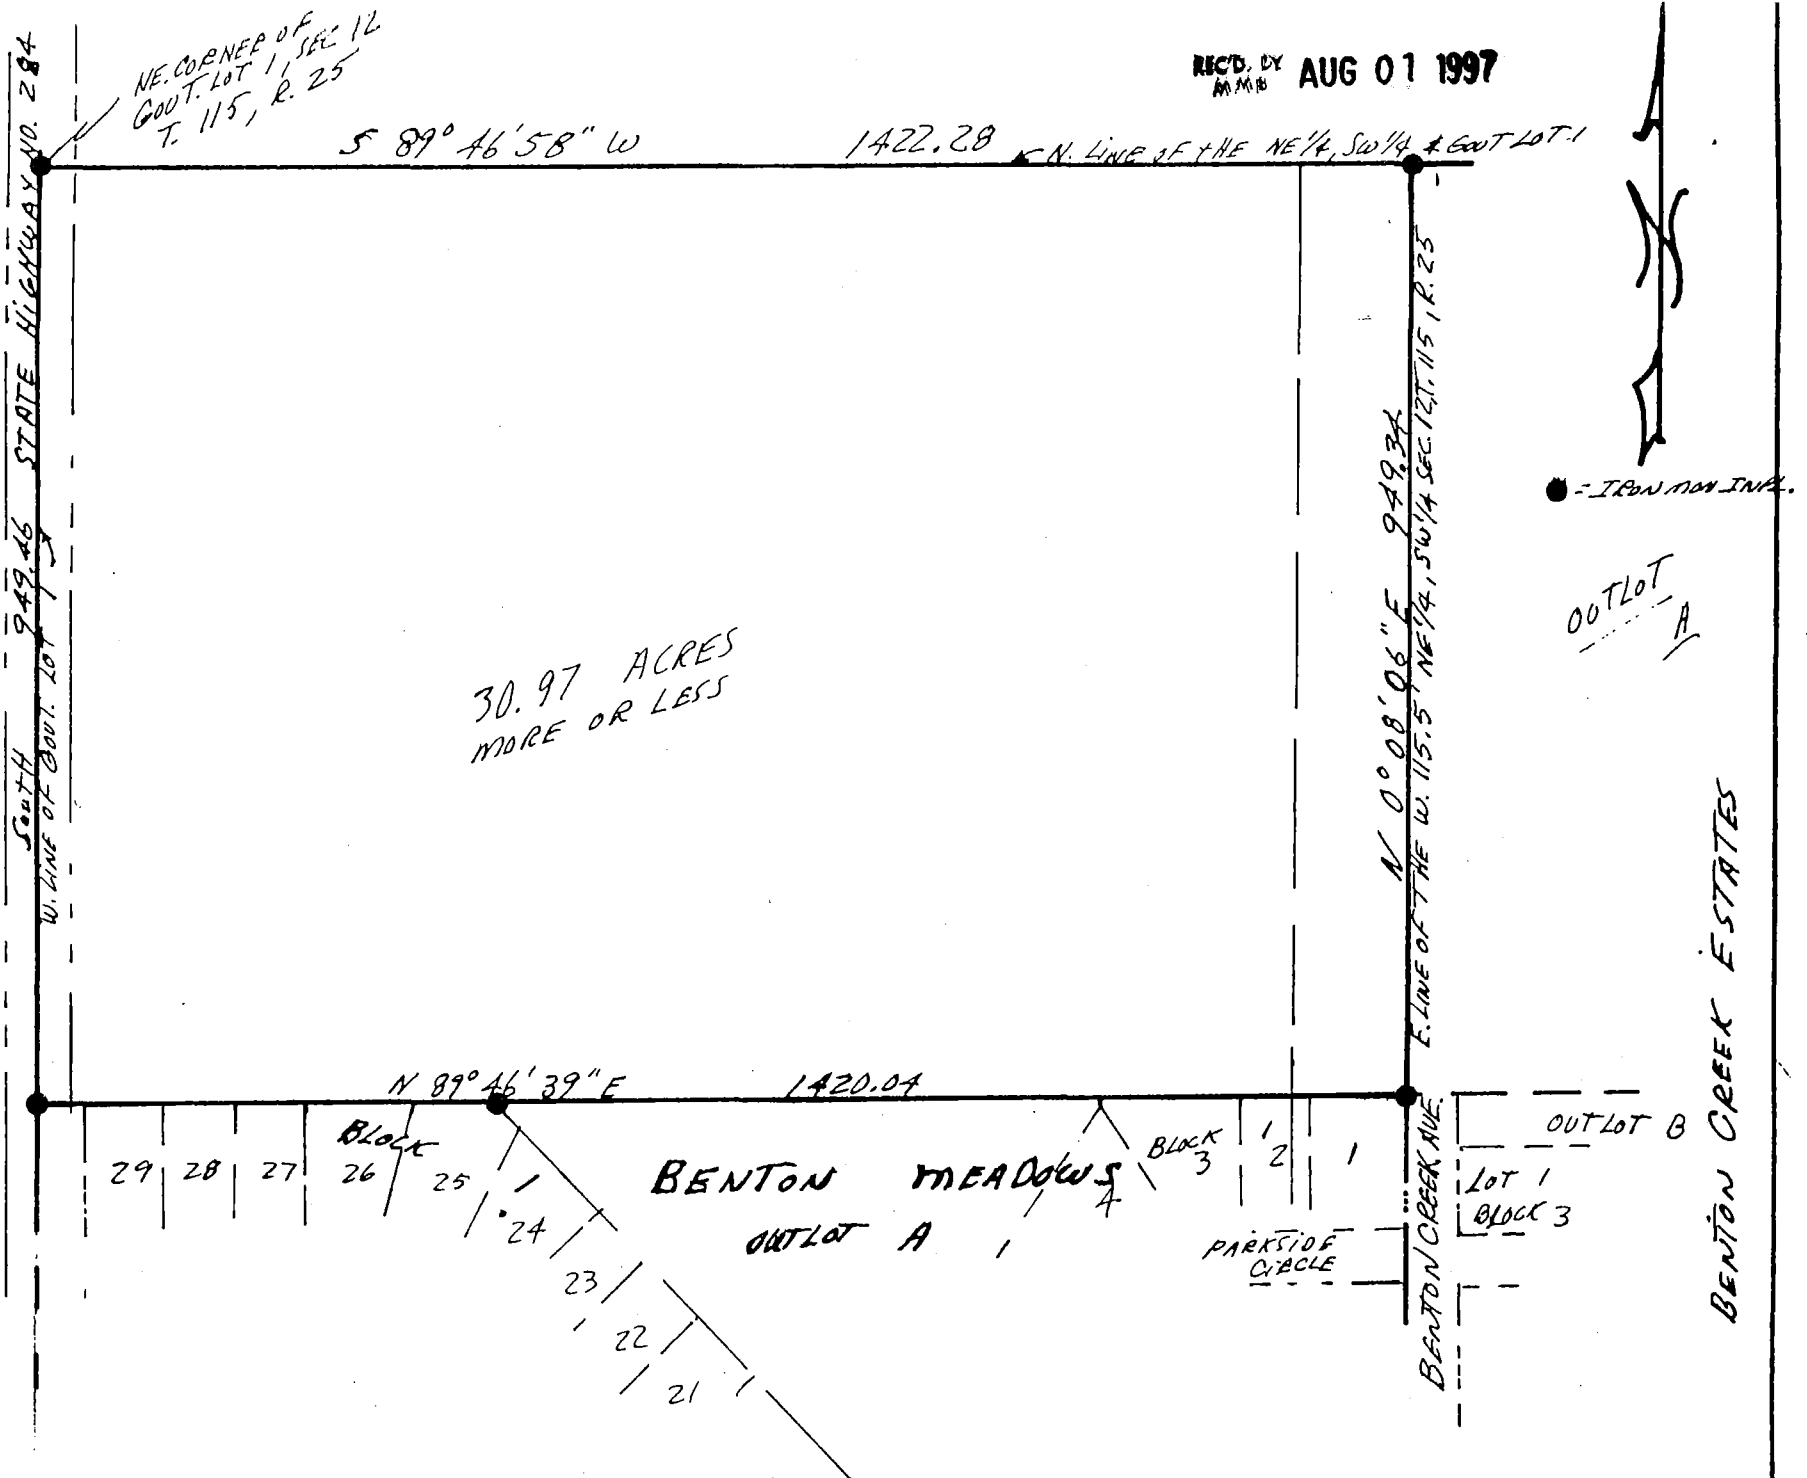 NE. CORNER OF
GOVT. LOT 1, SEC 12
T. 115, R. 25
REC'D. BY
MMB
AUG 01 1997
S 89° 46' 58" W 1422.28
N. LINE OF THE NE 1/4, SW 1/4 & GOVT LOT 1
STATE HIGHWAY NO. 284
SOUTH 949.46
W. LINE OF GOVT. LOT 1
N
= IRON MON INPL.
N 0° 08' 06" E 949.34
E. LINE OF THE W. 115.5' NE 1/4, SW 1/4 SEC. 12, T. 115, R. 25
OUTLOT
A
30.97 ACRES
MORE OR LESS
BENTON CREEK ESTATES
N 89° 46' 39" E 1420.04
BLOCK
1
29 28 27 26 25 24
23
22
21
BENTON MEADOWS
OUTLOT A
4
BLOCK
3
1
2
1
PARKSIDE
CIRCLE
BENTON CREEK AVE.
OUTLOT B
LOT 1
BLOCK 3